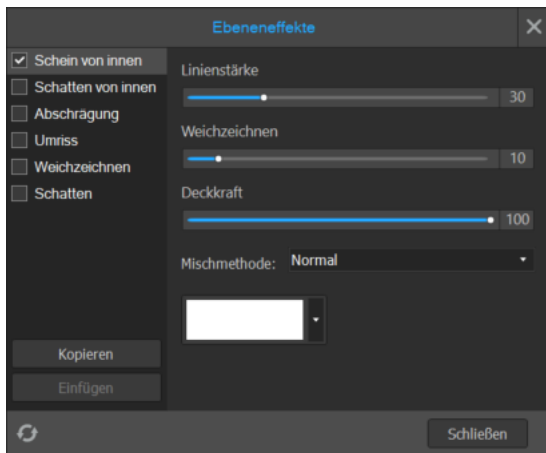 Ebeneneffekte
Schein von innen
Schatten von innen
Abschrägung
Umriss
Weichzeichnen
Schatten
Kopieren
Einfügen
Linienstärke
30
Weichzeichnen
10
Deckkraft
100
Mischmethode: Normal
Schließen